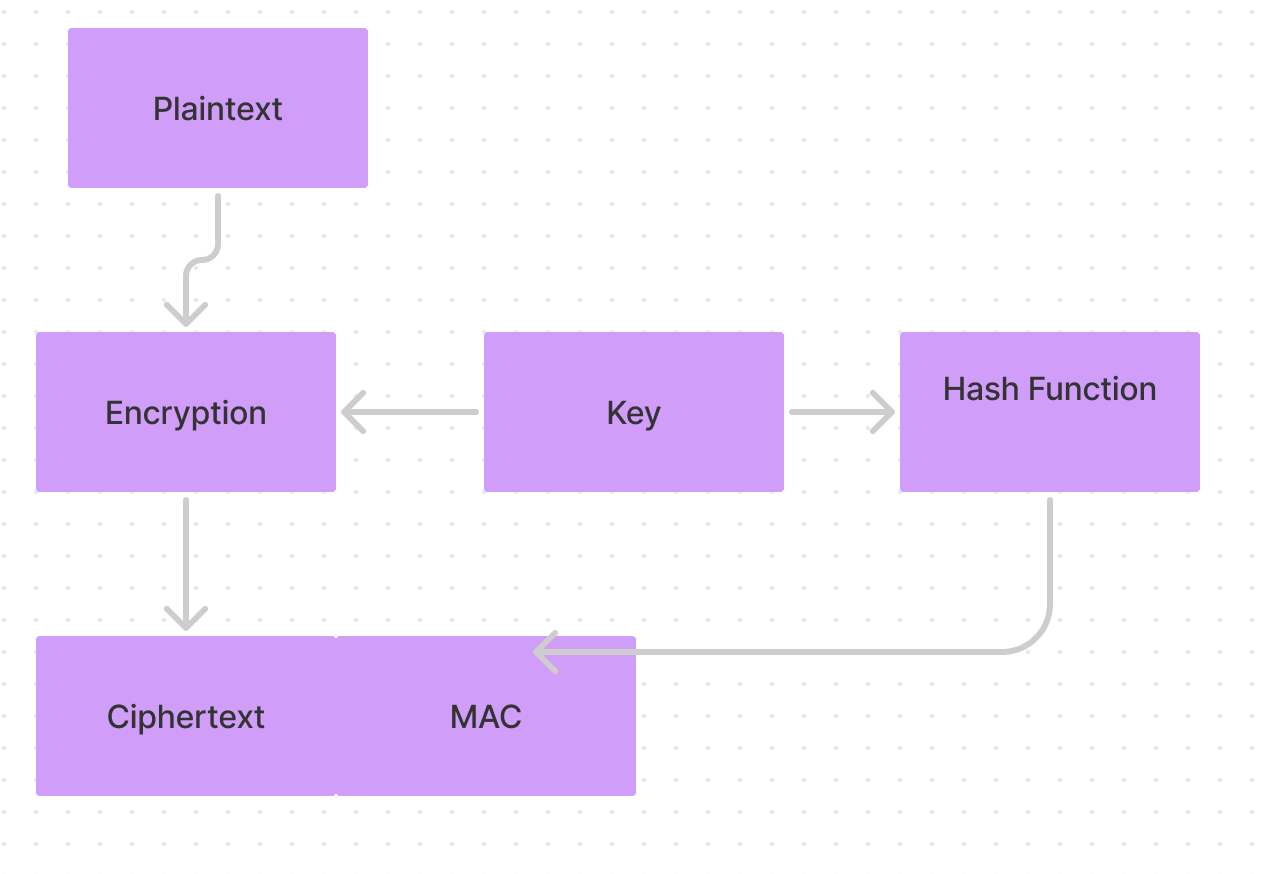 Plaintext
Encryption
Key
Hash Function
Ciphertext
MAC